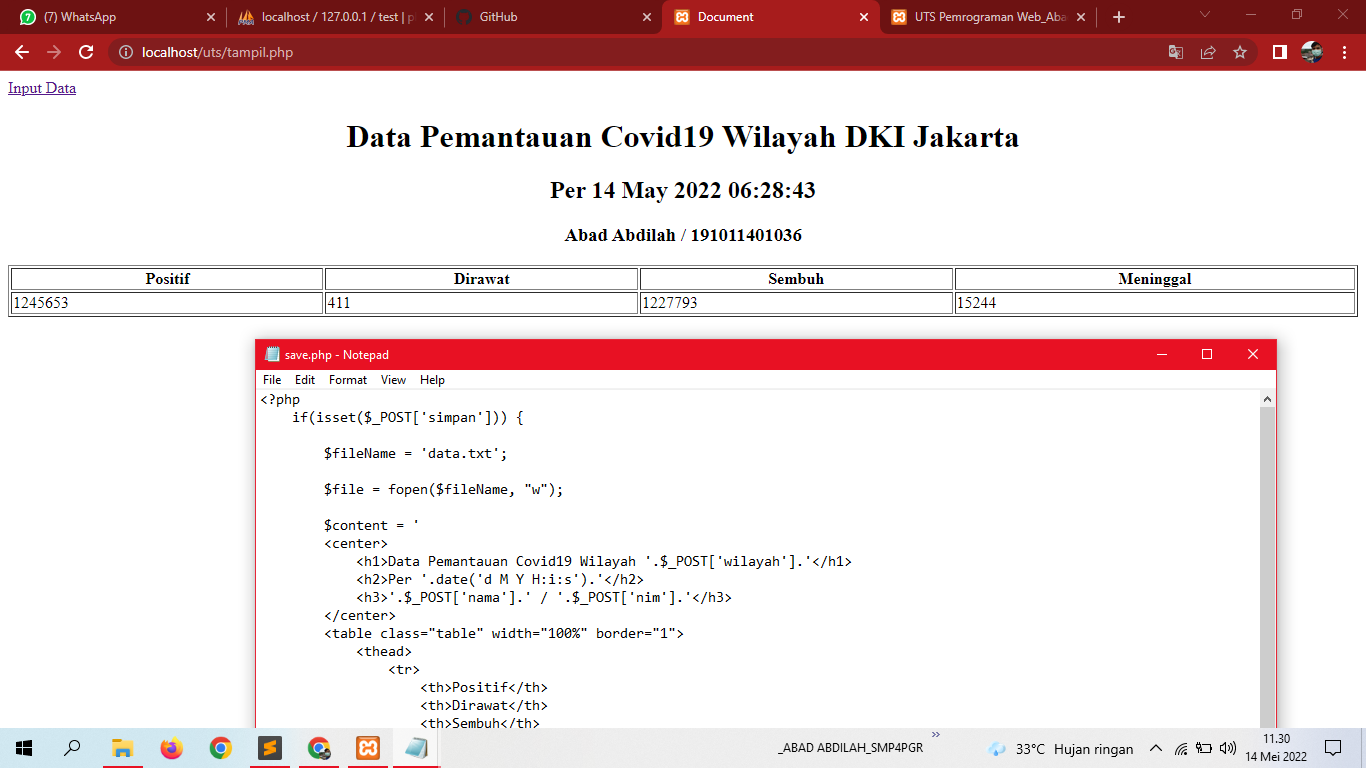 (7) WhatsApp
localhost / 127.0.0.1 / test | p
GitHub
Document
UTS Pemrograman Web_Aba
localhost/uts/tampil.php
Input Data
Data Pemantauan Covid19 Wilayah DKI Jakarta
Per 14 May 2022 06:28:43
Abad Abdilah / 191011401036
Positif Dirawat Sembuh Meninggal
1245653 411 1227793 15244
save.php - Notepad
File Edit Format View Help
<?php
if(isset($_POST['simpan'])) {
$fileName = 'data.txt';
$file = fopen($fileName, "w");
$content = '
<center>
<h1>Data Pemantauan Covid19 Wilayah '.$_POST['wilayah'].'</h1>
<h2>Per '.date('d M Y H:i:s').'</h2>
<h3>'.$_POST['nama'].' / '.$_POST['nim'].'</h3>
</center>
<table class="table" width="100%" border="1">
<thead>
<tr>
<th>Positif</th>
<th>Dirawat</th>
<th>Sembuh</th>
_ABAD ABDILAH_SMP4PGR
33°C Hujan ringan
11.30
14 Mei 2022